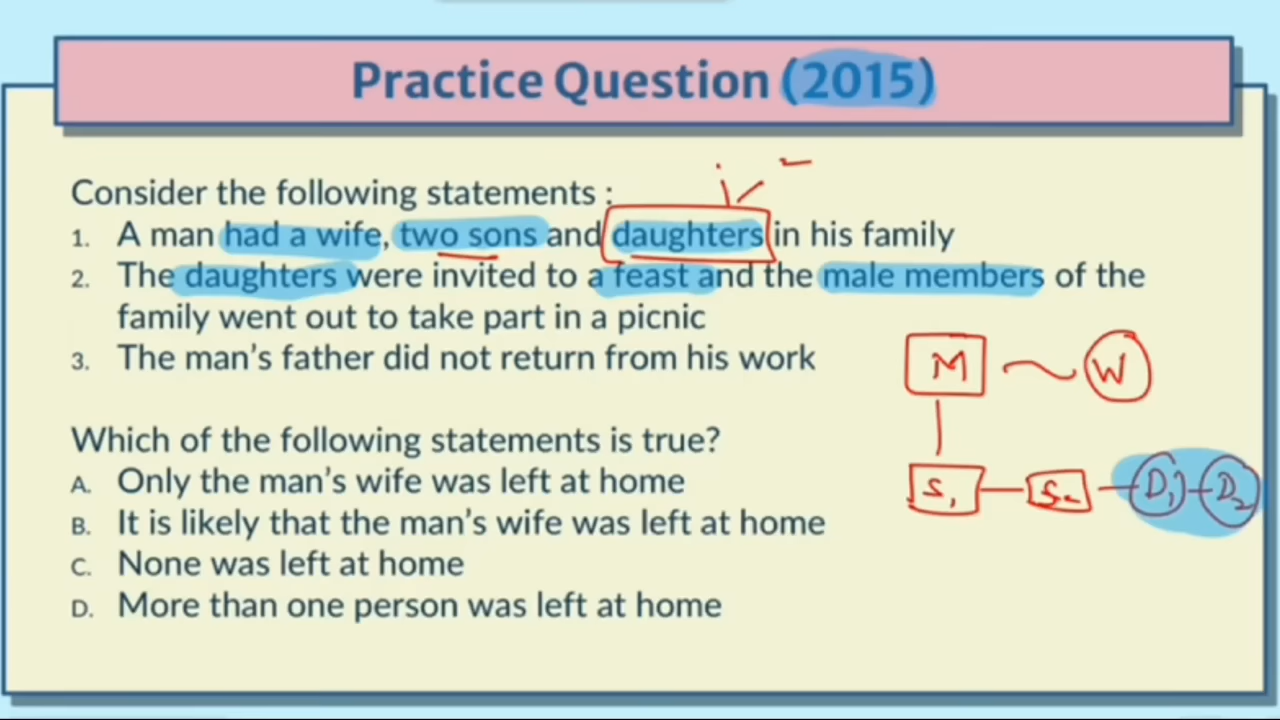 Practice Question (2015)
Consider the following statements :
1. A man had a wife, two sons and daughters in his family
2. The daughters were invited to a feast and the male members of the
family went out to take part in a picnic
3. The man's father did not return from his work
M W
Which of the following statements is true?
A. Only the man's wife was left at home
S1 S2 D1 D2
B. It is likely that the man's wife was left at home
C. None was left at home
D. More than one person was left at home